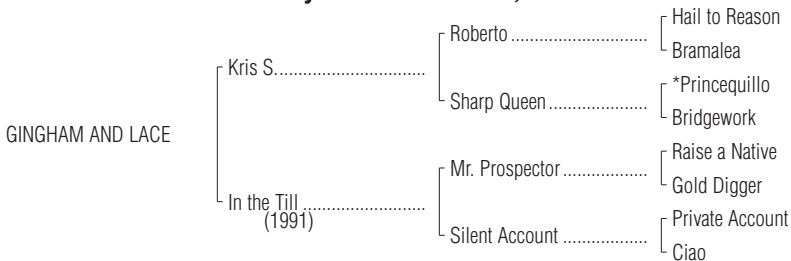 Hail to Reason
Roberto
Bramalea
Kris S.
*Princequillo
Sharp Queen
Bridgework
GINGHAM AND LACE
Raise a Native
Mr. Prospector
Gold Digger
In the Till
(1991)
Private Account
Silent Account
Ciao